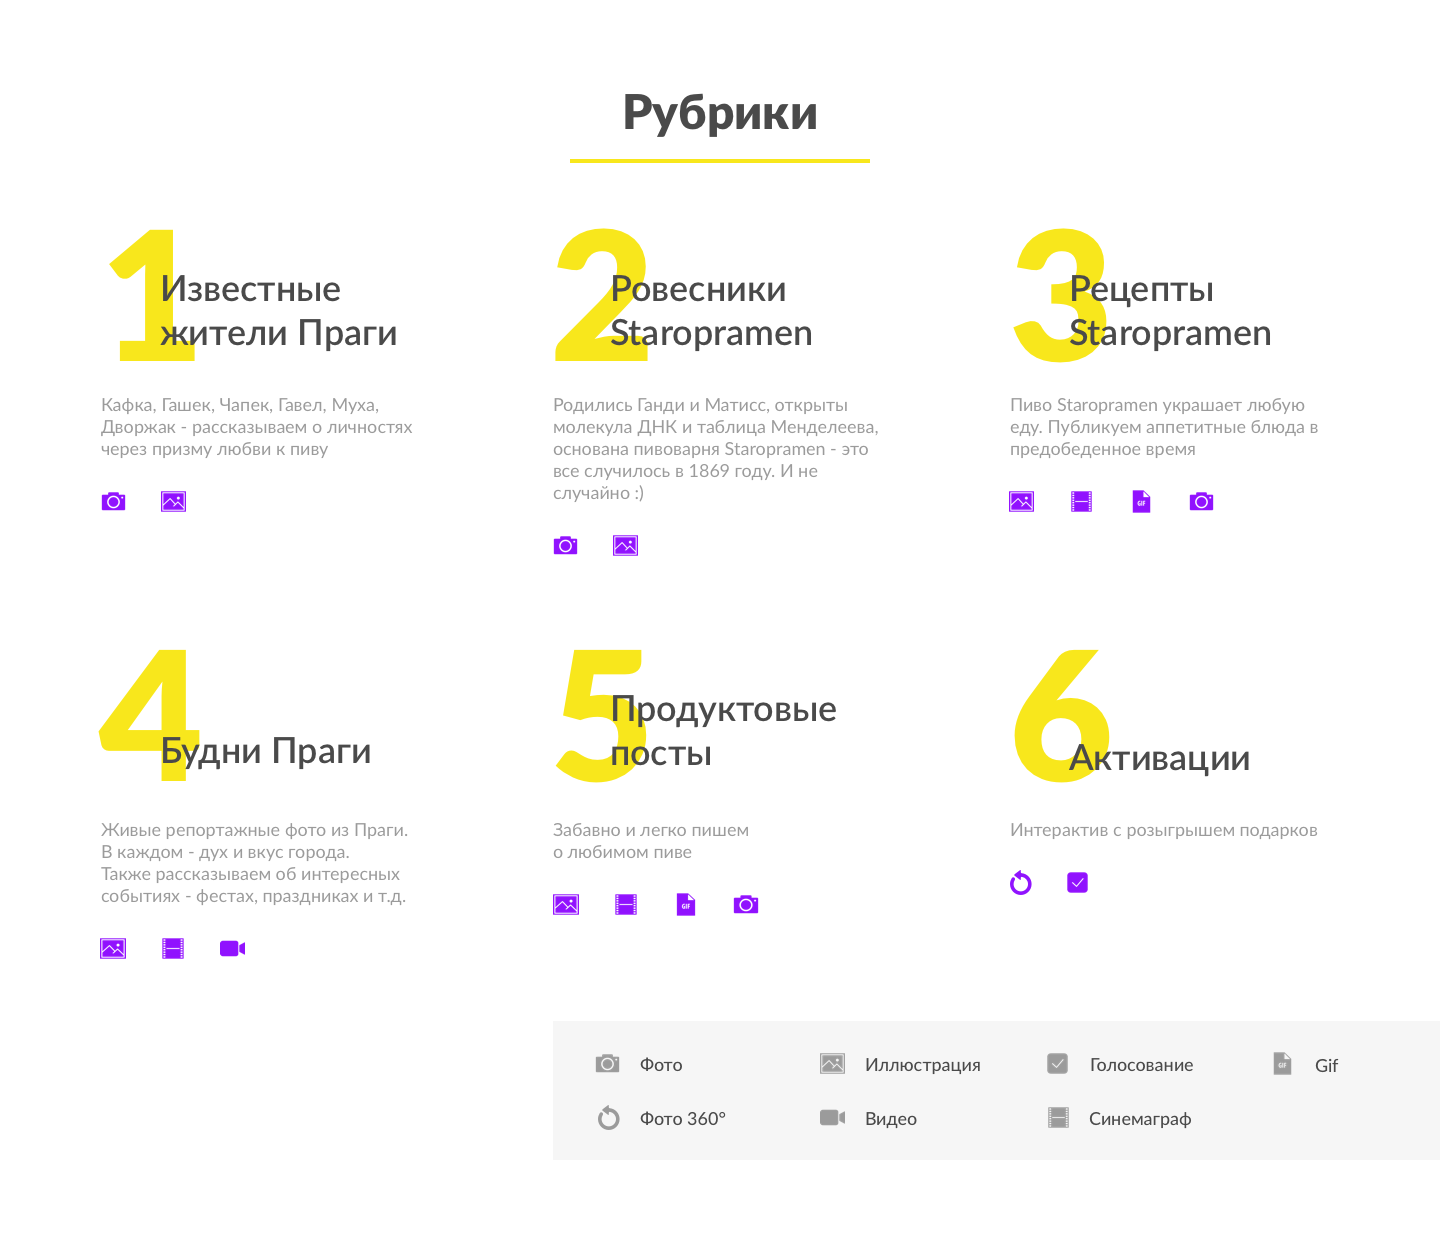 Рубрики
1
Известные
жители Праги
Кафка, Гашек, Чапек, Гавел, Муха,
Дворжак - рассказываем о личностях
через призму любви к пиву
2
Ровесники
Staropramen
Родились Ганди и Матисс, открыты
молекула ДНК и таблица Менделеева,
основана пивоварня Staropramen - это
все случилось в 1869 году. И не
случайно :)
3
Рецепты
Staropramen
Пиво Staropramen украшает любую
еду. Публикуем аппетитные блюда в
предобеденное время
GIF
4
Будни Праги
Живые репортажные фото из Праги.
В каждом - дух и вкус города.
Также рассказываем об интересных
событиях - фестах, праздниках и т.д.
5
Продуктовые
посты
Забавно и легко пишем
о любимом пиве
GIF
6
Активации
Интерактив с розыгрышем подарков
Фото
Иллюстрация
Голосование
GIF
Gif
Фото 360°
Видео
Синемаграф